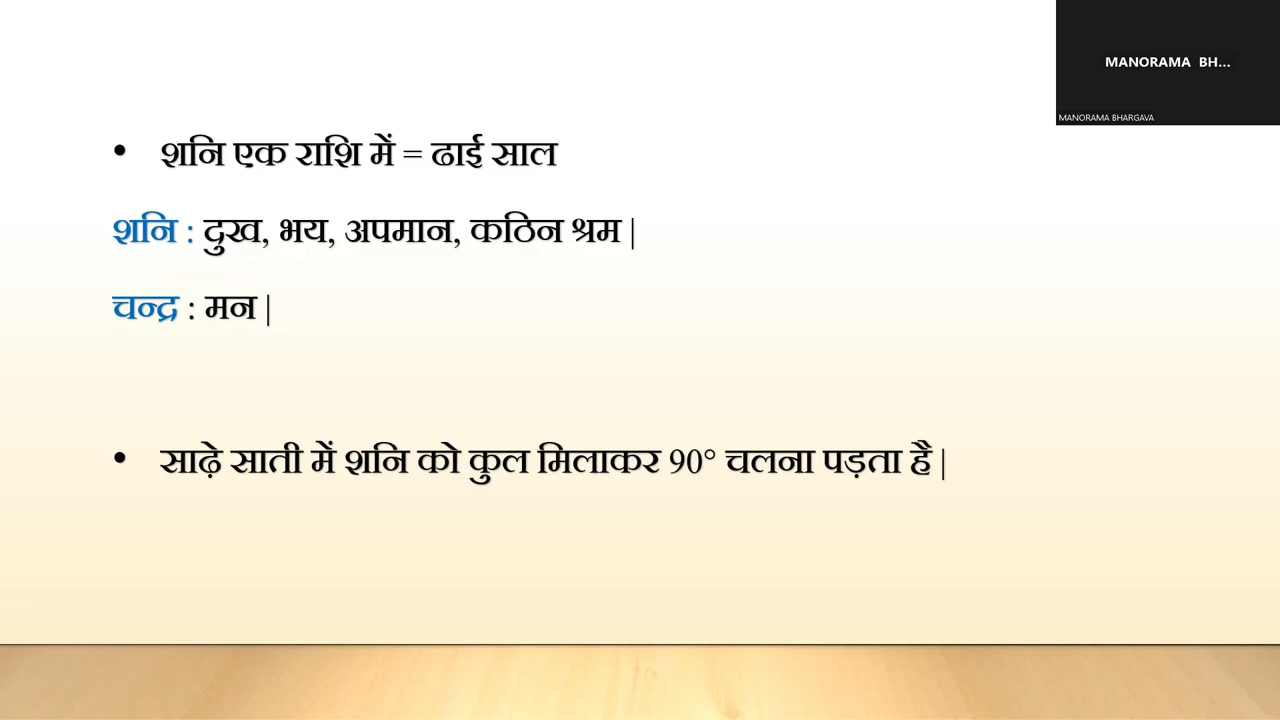 MANORAMA BH...
MANORAMA BHARGAVA
• शनि एक राशि में = ढाई साल
शनि : दुख, भय, अपमान, कठिन श्रम |
चन्द्र : मन |
• साढ़े साती में शनि को कुल मिलाकर 90° चलना पड़ता है |